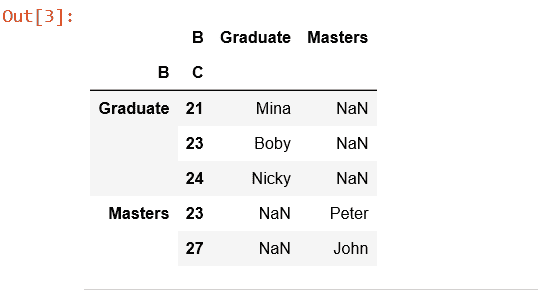 Out[3]:
B Graduate Masters
B C
Graduate 21 Mina NaN
23 Boby NaN
24 Nicky NaN
Masters 23 NaN Peter
27 NaN John